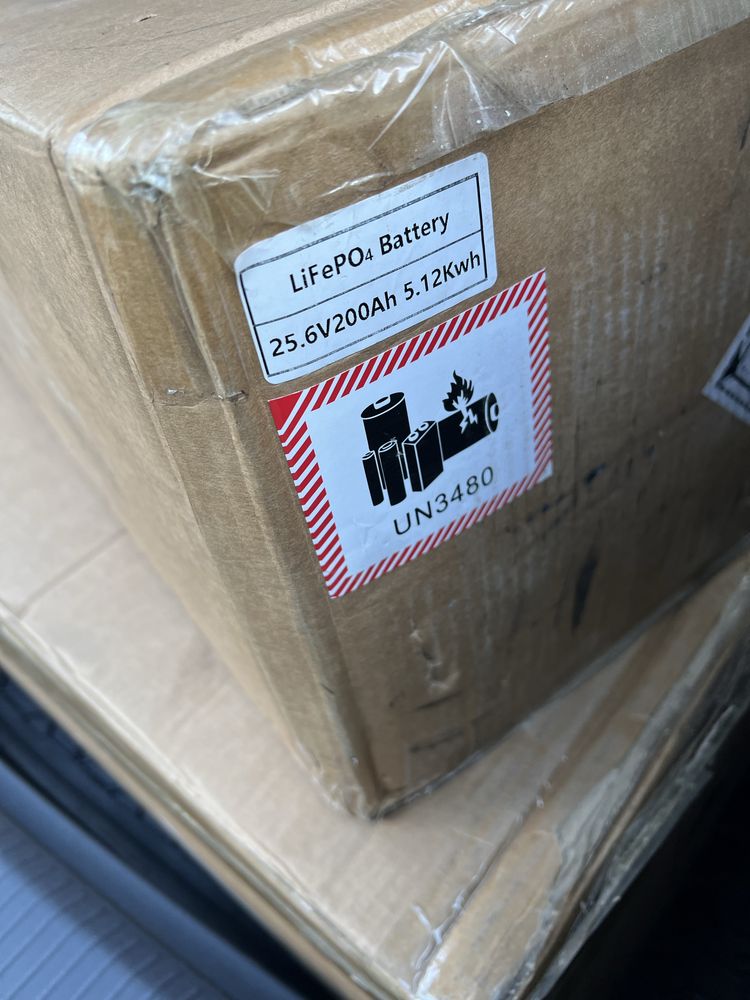 LiFePO₄ Battery
25.6V200Ah 5.12Kwh
UN3480